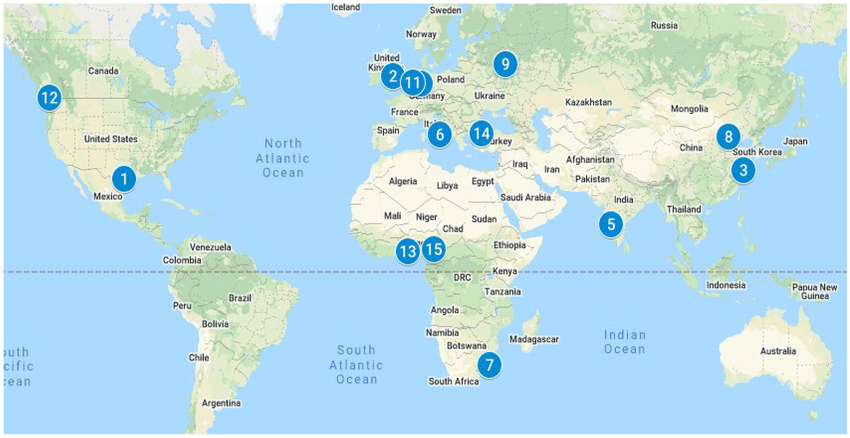 Iceland
Sweden
Norway
Russia
Canada
United
Kin
2
11
Poland
9
many
Ukraine
Kazakhstan
Mongolia
12
France
Spain
6
14
urkey
8
United States
North
Atlantic
Ocean
China
South Korea
Japan
Iraq
Iran
Afghanistan
Pakistan
3
1
Mexico
Algeria
Libya
Egypt
Saudi Arabia
India
Thailand
Mali
Niger
Chad
Sudan
5
Venezuela
Colombia
13
15
Ethiopia
DRC
Kenya
Tanzania
Indonesia
Papua New
Guinea
Peru
Brazil
Bolivia
Angola
Namibia
Botswana
Madagascar
Indian
Ocean
outh
cific
cean
Chile
South
Atlantic
Ocean
7
South Africa
Australia
Argentina